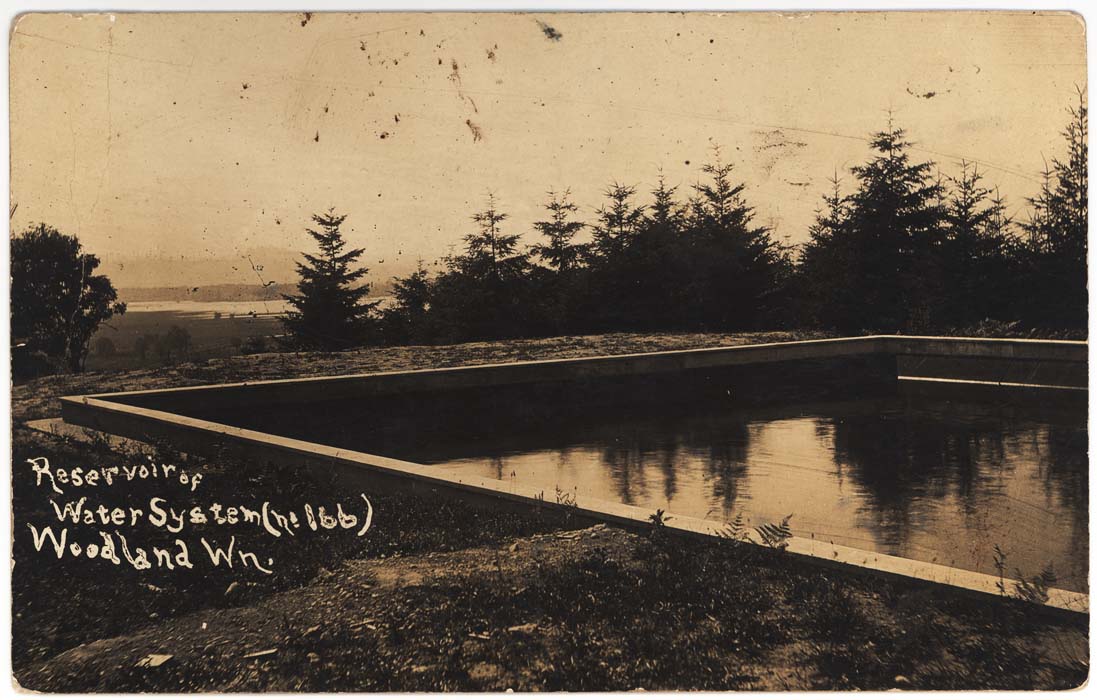 Reservoir of
Water System (no 166)
Woodland Wn.